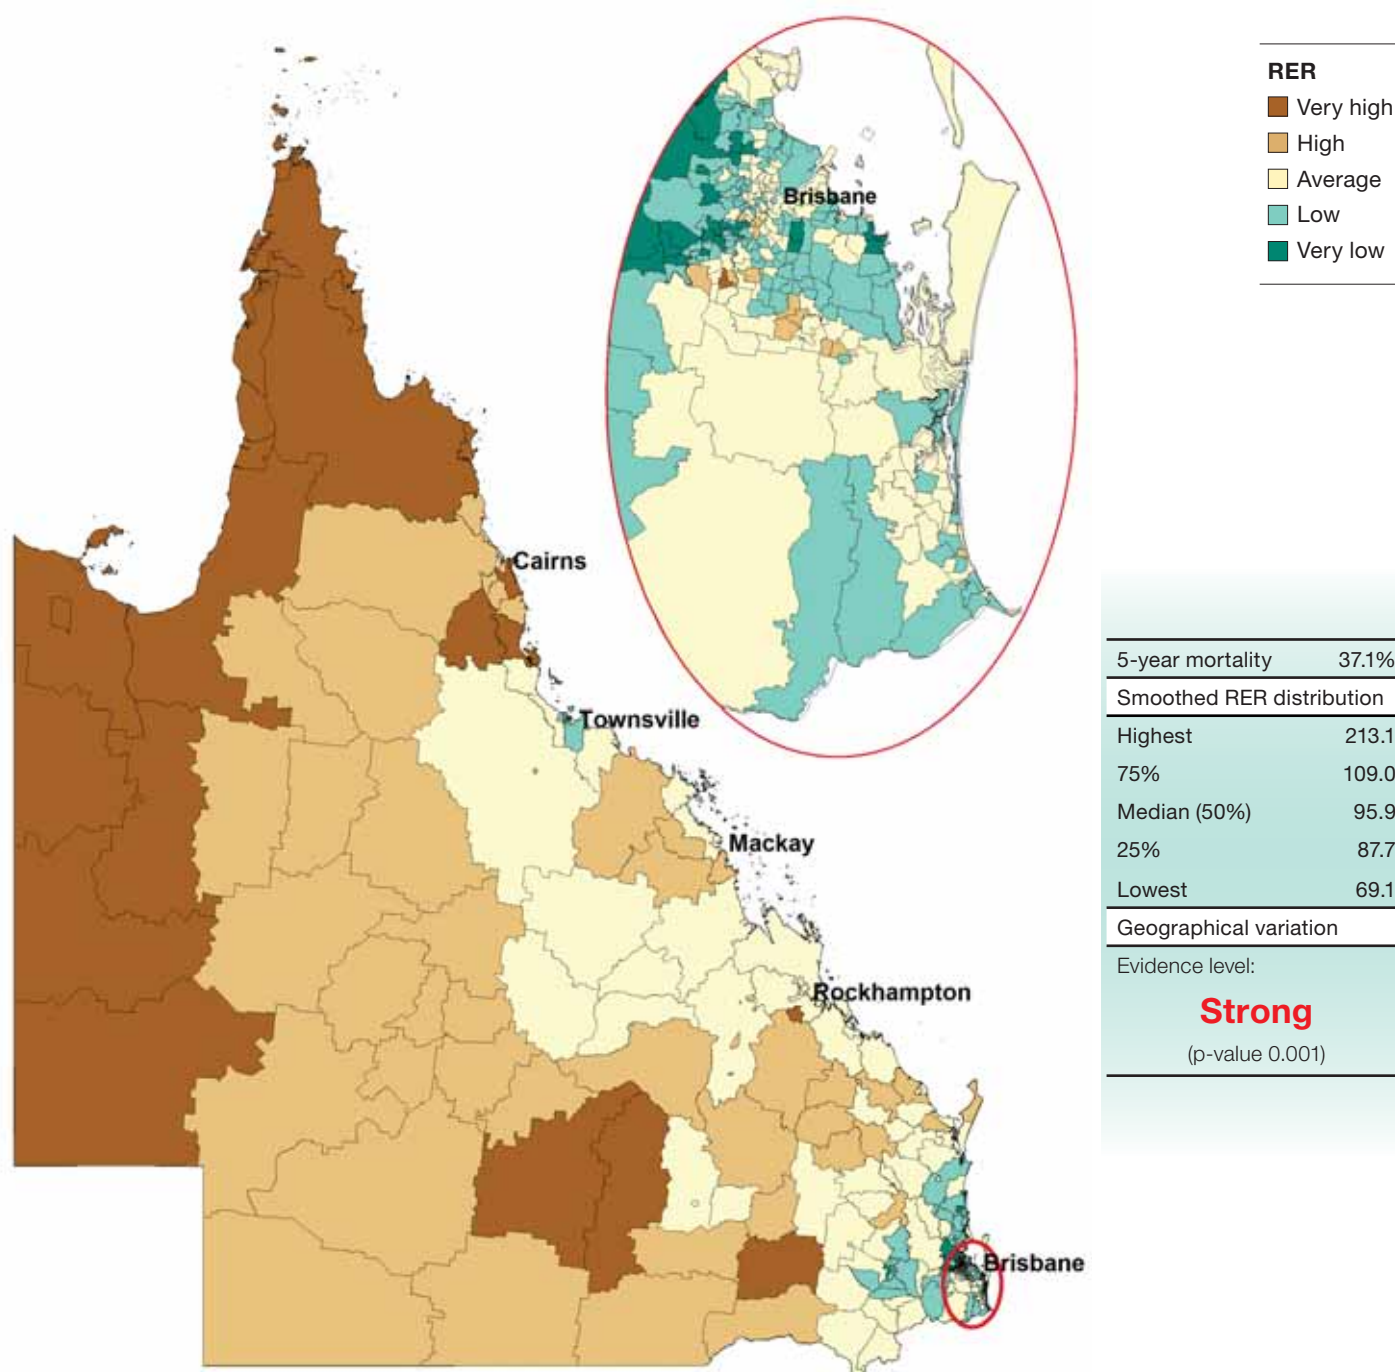 RER
Very high
High
Average
Low
Very low
Brisbane
Cairns
Townsville
Mackay
Rockhampton
Brisbane
5-year mortality 37.1%
Smoothed RER distribution
Highest 213.1
75% 109.0
Median (50%) 95.9
25% 87.7
Lowest 69.1
Geographical variation
Evidence level:
Strong
(p-value 0.001)